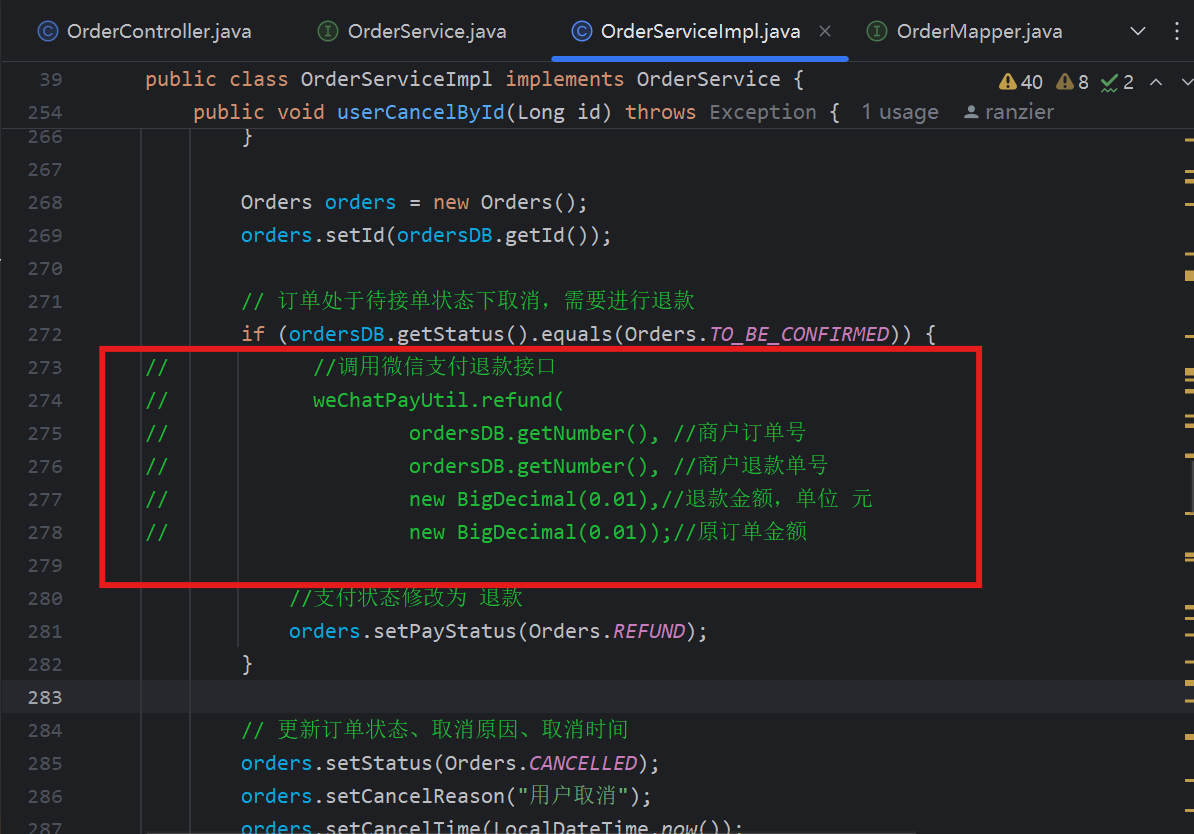 OrderController.java OrderService.java OrderServiceImpl.java OrderMapper.java
39 public class OrderServiceImpl implements OrderService { 40 8 2
254 public void userCancelById(Long id) throws Exception { 1 usage ranzier
266 }
267
268 Orders orders = new Orders();
269 orders.setId(ordersDB.getId());
270
271 // 订单处于待接单状态下取消，需要进行退款
272 if (ordersDB.getStatus().equals(Orders.TO_BE_CONFIRMED)) {
273 // //调用微信支付退款接口
274 // weChatPayUtil.refund(
275 // ordersDB.getNumber(), //商户订单号
276 // ordersDB.getNumber(), //商户退款单号
277 // new BigDecimal(0.01),//退款金额，单位 元
278 // new BigDecimal(0.01));//原订单金额
279
280 //支付状态修改为 退款
281 orders.setPayStatus(Orders.REFUND);
282 }
283
284 // 更新订单状态、取消原因、取消时间
285 orders.setStatus(Orders.CANCELLED);
286 orders.setCancelReason("用户取消");
287 orders.setCancelTime(LocalDateTime.now());